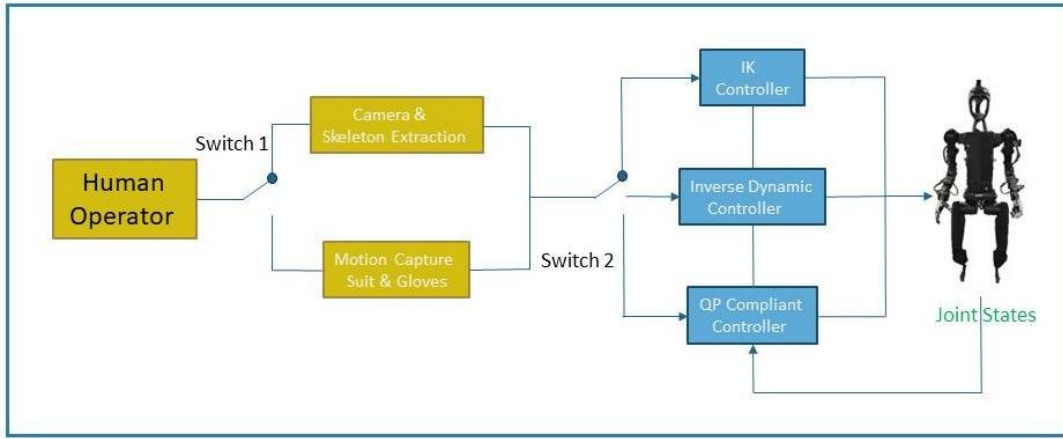 Human
Operator
Switch 1
Camera &
Skeleton Extraction
Motion Capture
Suit & Gloves
Switch 2
IK
Controller
Inverse Dynamic
Controller
QP Compliant
Controller
Joint States